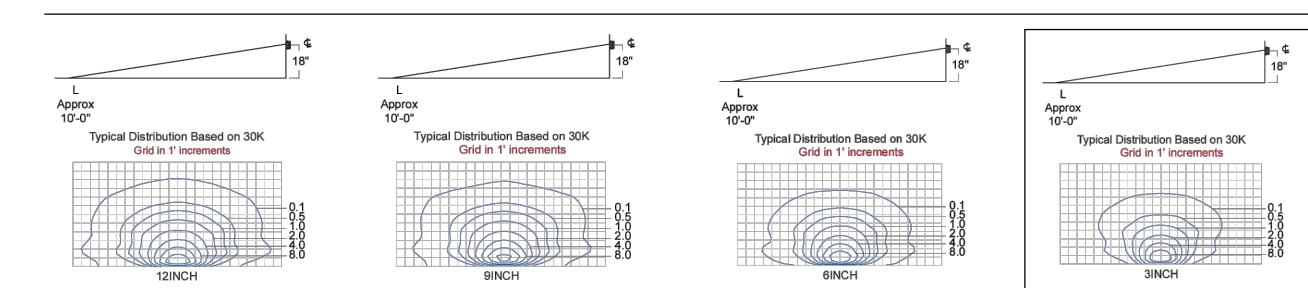 ℄
18"
L
Approx
10'-0"
Typical Distribution Based on 30K
Grid in 1' increments
0.1
0.5
1.0
2.0
4.0
8.0
12INCH
℄
18"
L
Approx
10'-0"
Typical Distribution Based on 30K
Grid in 1' increments
0.1
0.5
1.0
2.0
4.0
8.0
9INCH
℄
18"
L
Approx
10'-0"
Typical Distribution Based on 30K
Grid in 1' increments
0.1
0.5
1.0
2.0
4.0
8.0
6INCH
℄
18"
L
Approx
10'-0"
Typical Distribution Based on 30K
Grid in 1' increments
0.1
0.5
1.0
2.0
4.0
8.0
3INCH